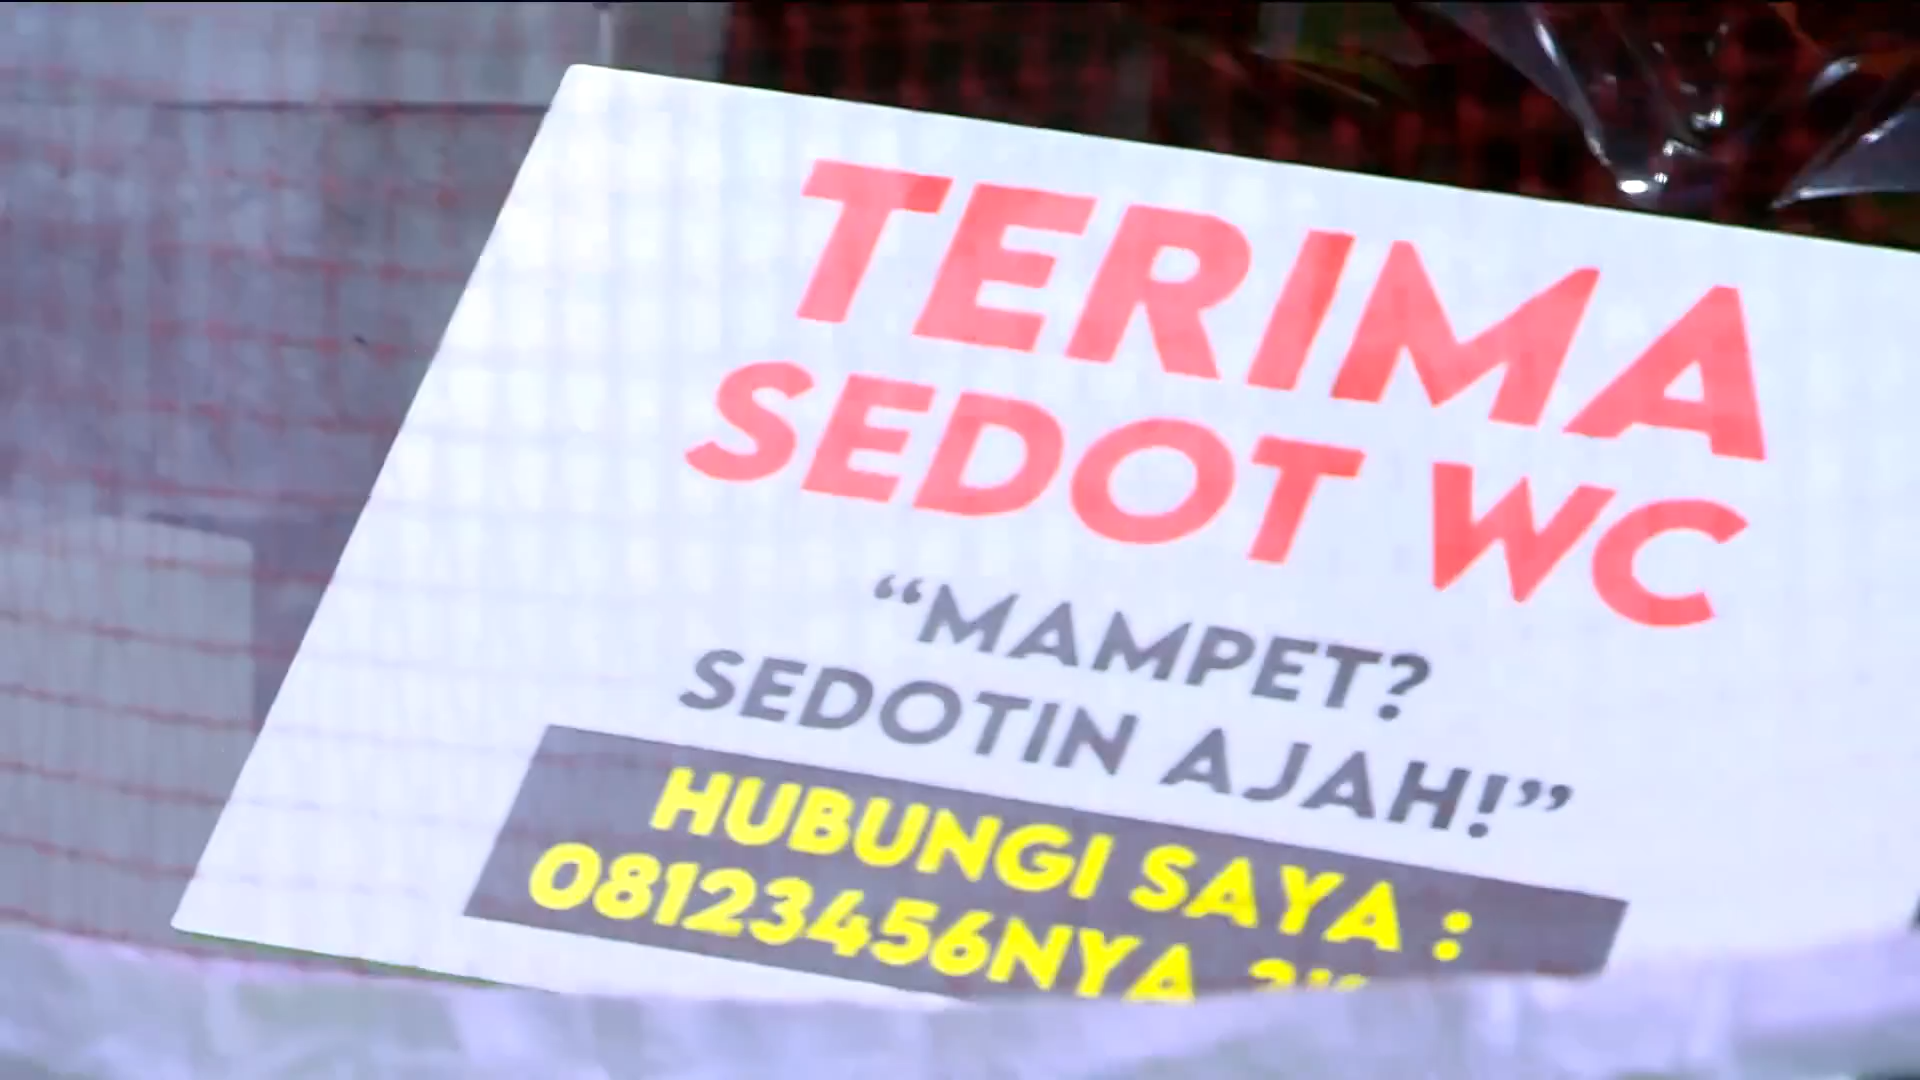 TERIMA
SEDOT WC
“MAMPET?
SEDOTIN AJAH!”
HUBUNGI SAYA :
08123456NYA